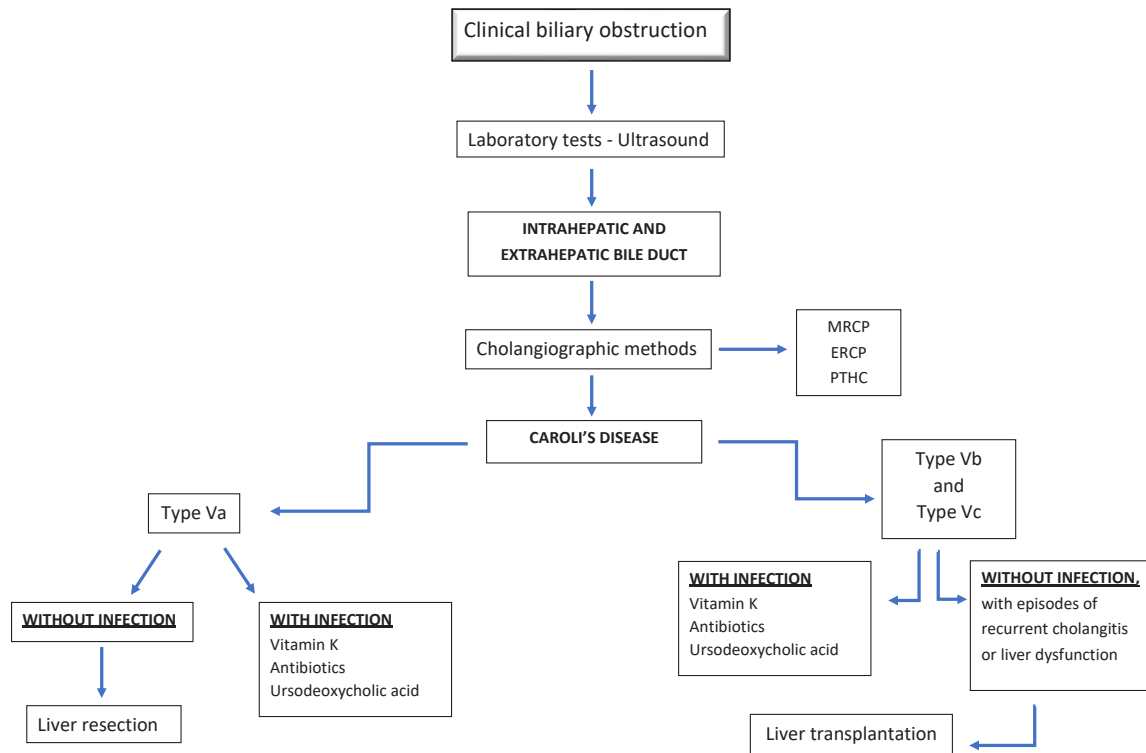 Clinical biliary obstruction
Laboratory tests - Ultrasound
INTRAHEPATIC AND
EXTRAHEPATIC BILE DUCT
Cholangiographic methods
MRCP
ERCP
PTHC
CAROLI'S DISEASE
Type Va
Type Vb
and
Type Vc
WITHOUT INFECTION
WITH INFECTION
Vitamin K
Antibiotics
Ursodeoxycholic acid
WITH INFECTION
Vitamin K
Antibiotics
Ursodeoxycholic acid
WITHOUT INFECTION,
with episodes of
recurrent cholangitis
or liver dysfunction
Liver resection
Liver transplantation